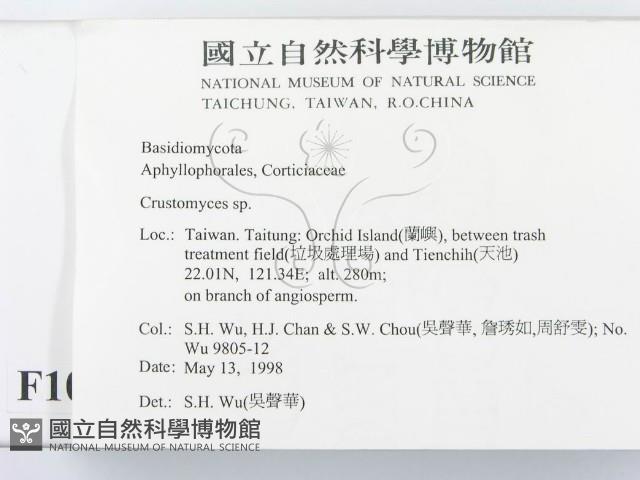 國立自然科學博物館
NATIONAL MUSEUM OF NATURAL SCIENCE
TAICHUNG, TAIWAN, R.O.CHINA
Basidiomycota
Aphyllophorales, Corticiaceae
Crustomyces sp.
Loc.: Taiwan. Taitung: Orchid Island(蘭嶼), between trash
treatment field(垃圾處理場) and Tienchih(天池)
22.01N, 121.34E; alt. 280m;
on branch of angiosperm.
Col.: S.H. Wu, H.J. Chan & S.W. Chou(吳聲華, 詹琇如,周舒雯); No.
Wu 9805-12
Date: May 13, 1998
Det.: S.H. Wu(吳聲華)
F10
國立自然科學博物館
NATIONAL MUSEUM OF NATURAL SCIENCE